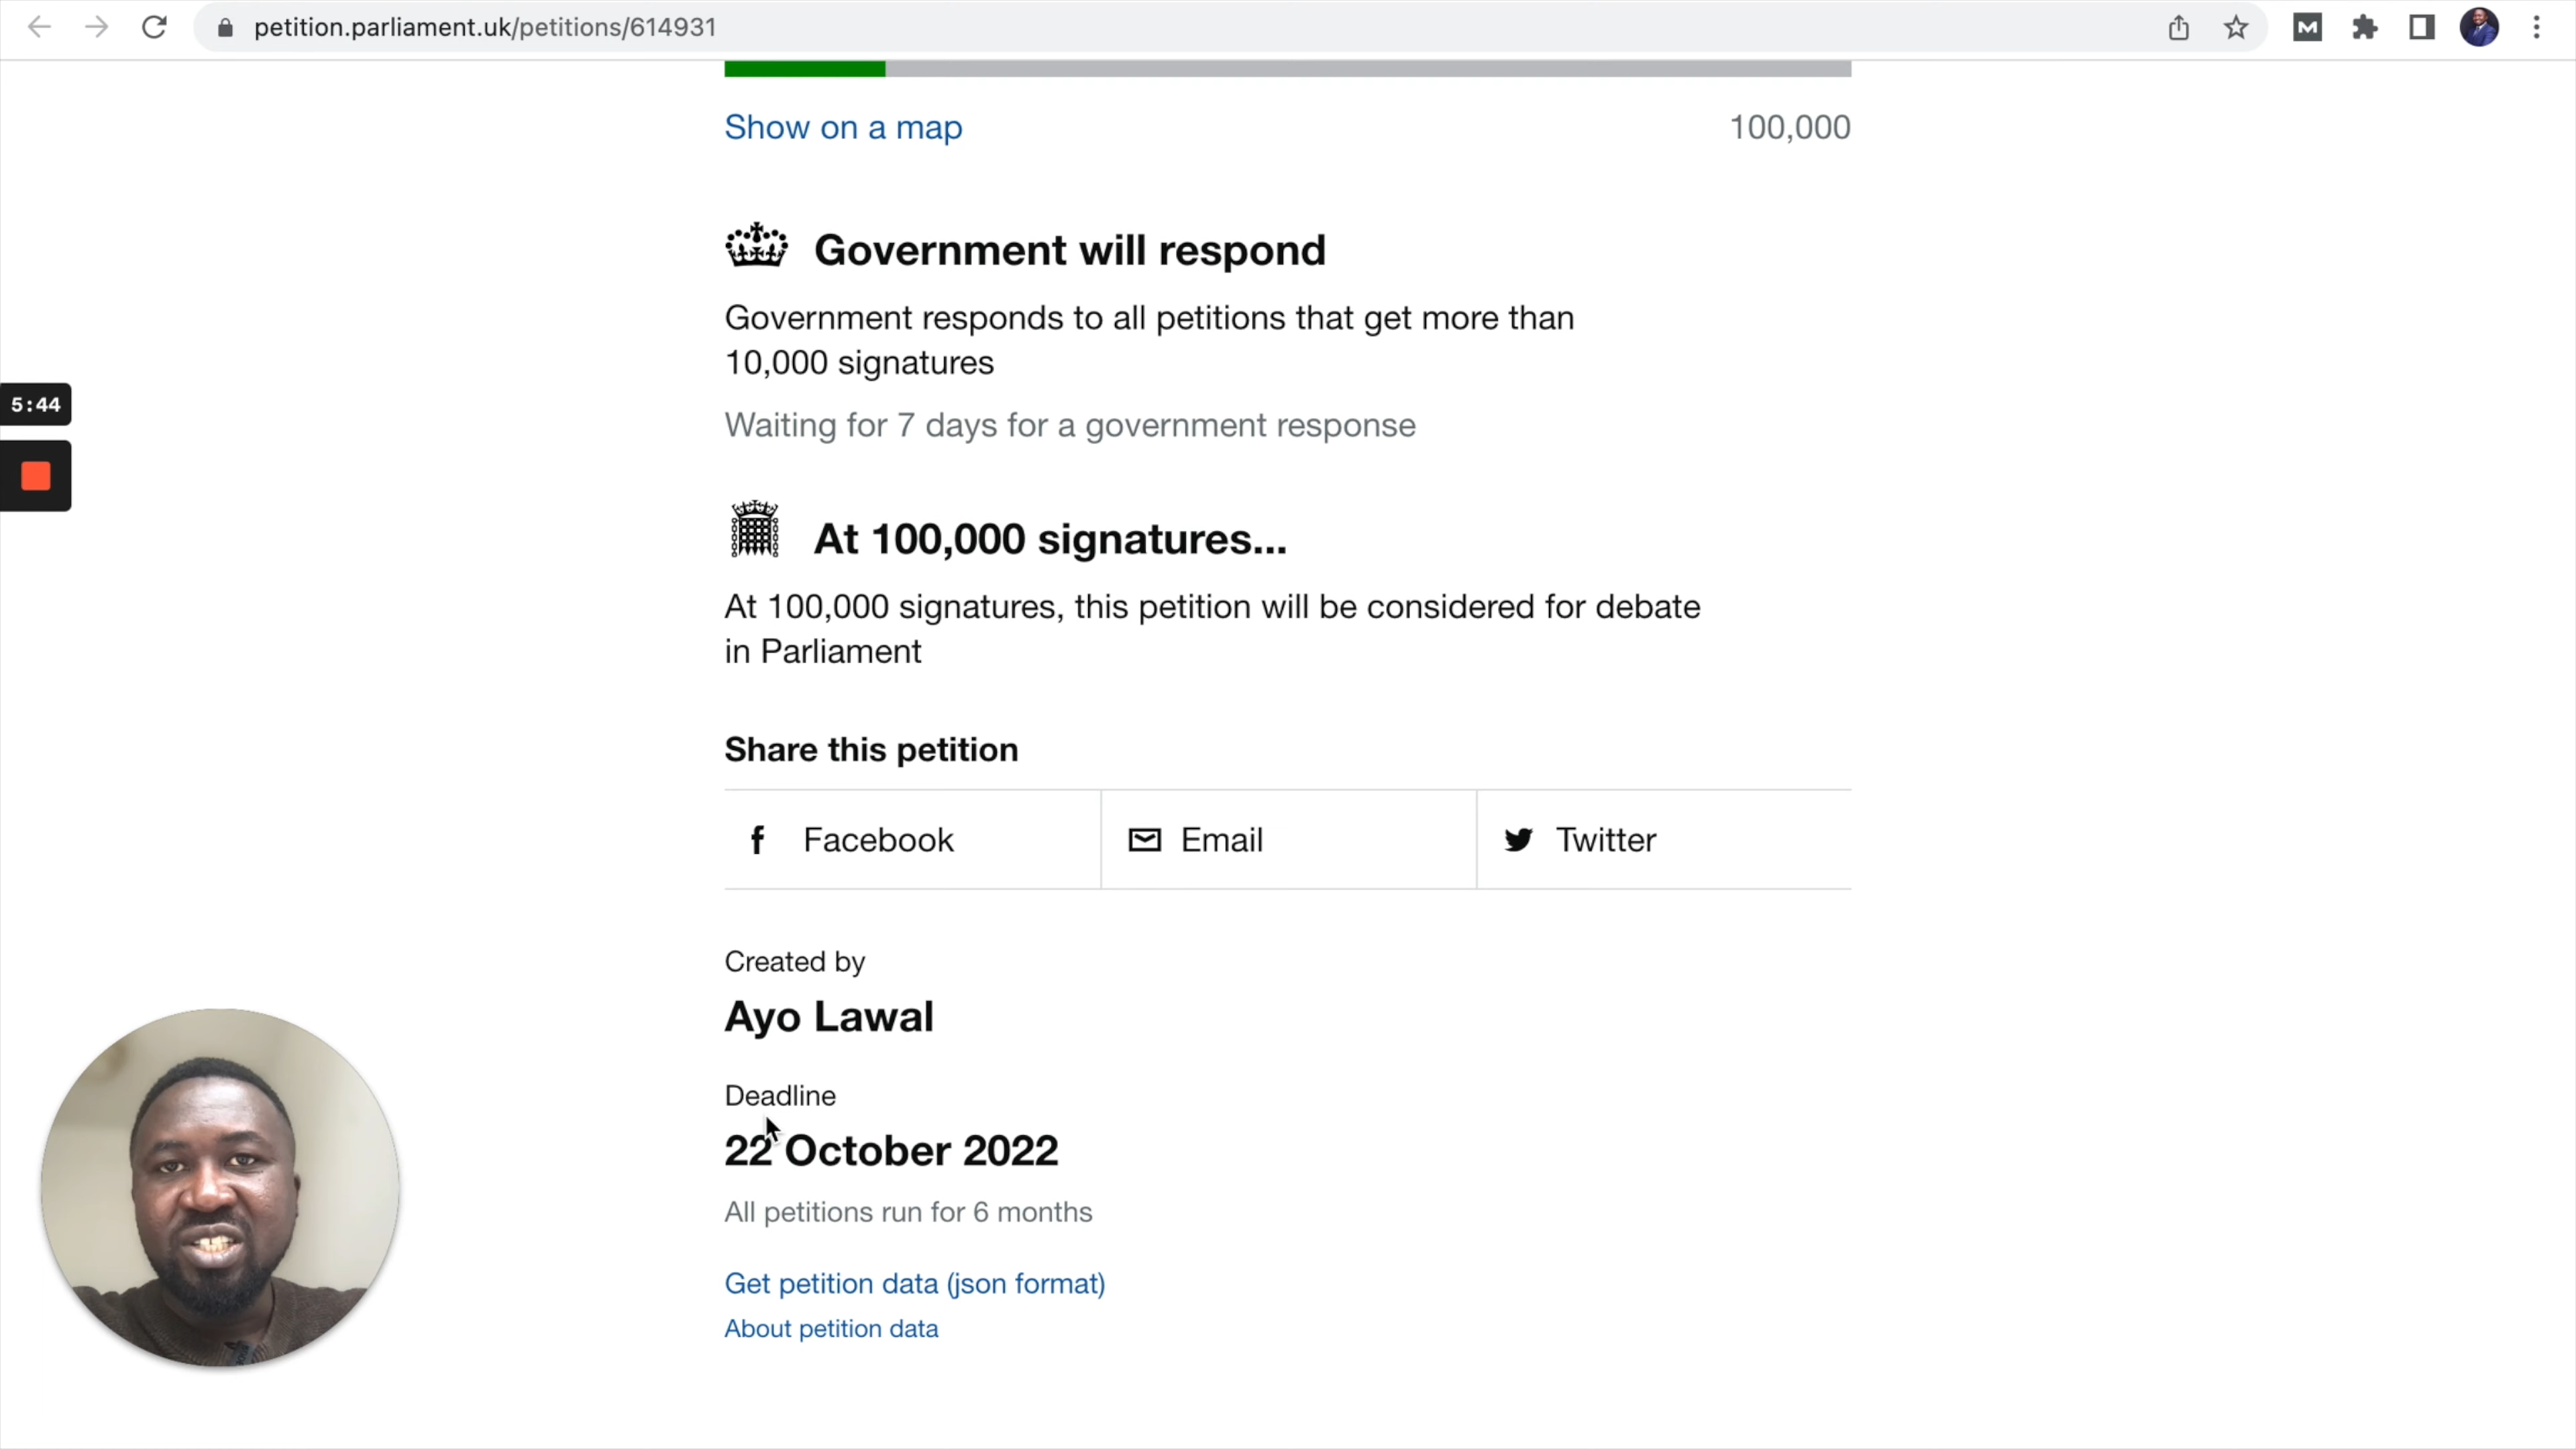 petition.parliament.uk/petitions/614931
M
Show on a map
100,000
Government will respond
Government responds to all petitions that get more than
10,000 signatures
5:44
Waiting for 7 days for a government response
At 100,000 signatures...
At 100,000 signatures, this petition will be considered for debate
in Parliament
Share this petition
f Facebook
Email
Twitter
Created by
Ayo Lawal
Deadline
22 October 2022
All petitions run for 6 months
Get petition data (json format)
About petition data